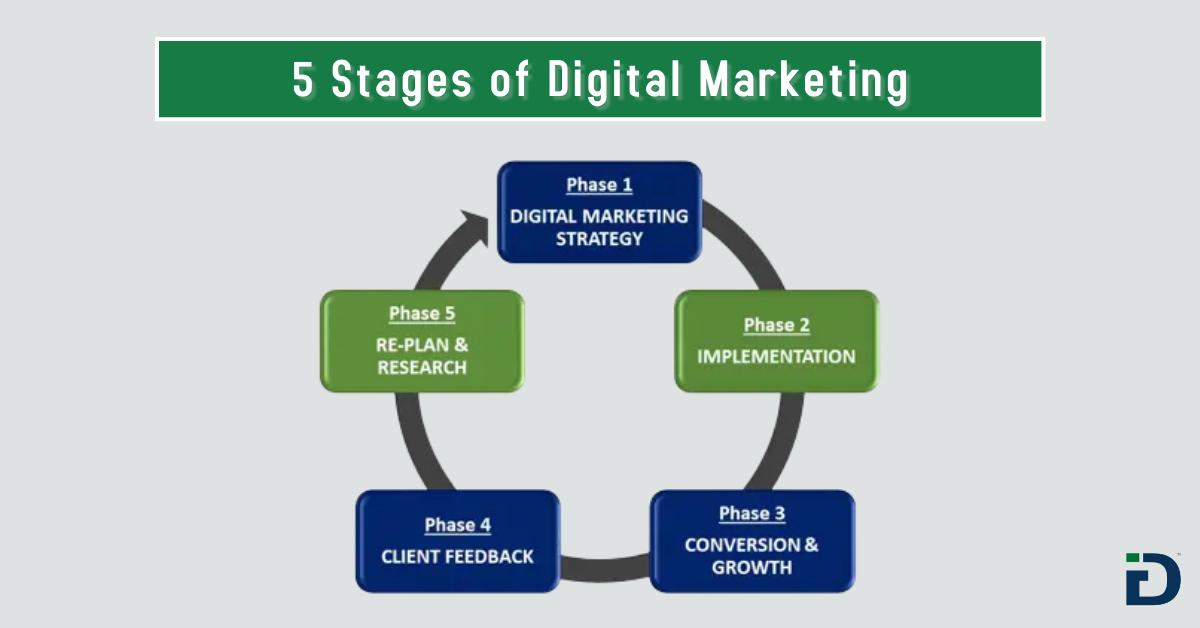 5 Stages of Digital Marketing
Phase 1
DIGITAL MARKETING
STRATEGY
Phase 2
IMPLEMENTATION
Phase 3
CONVERSION &
GROWTH
Phase 4
CLIENT FEEDBACK
Phase 5
RE-PLAN &
RESEARCH
iD